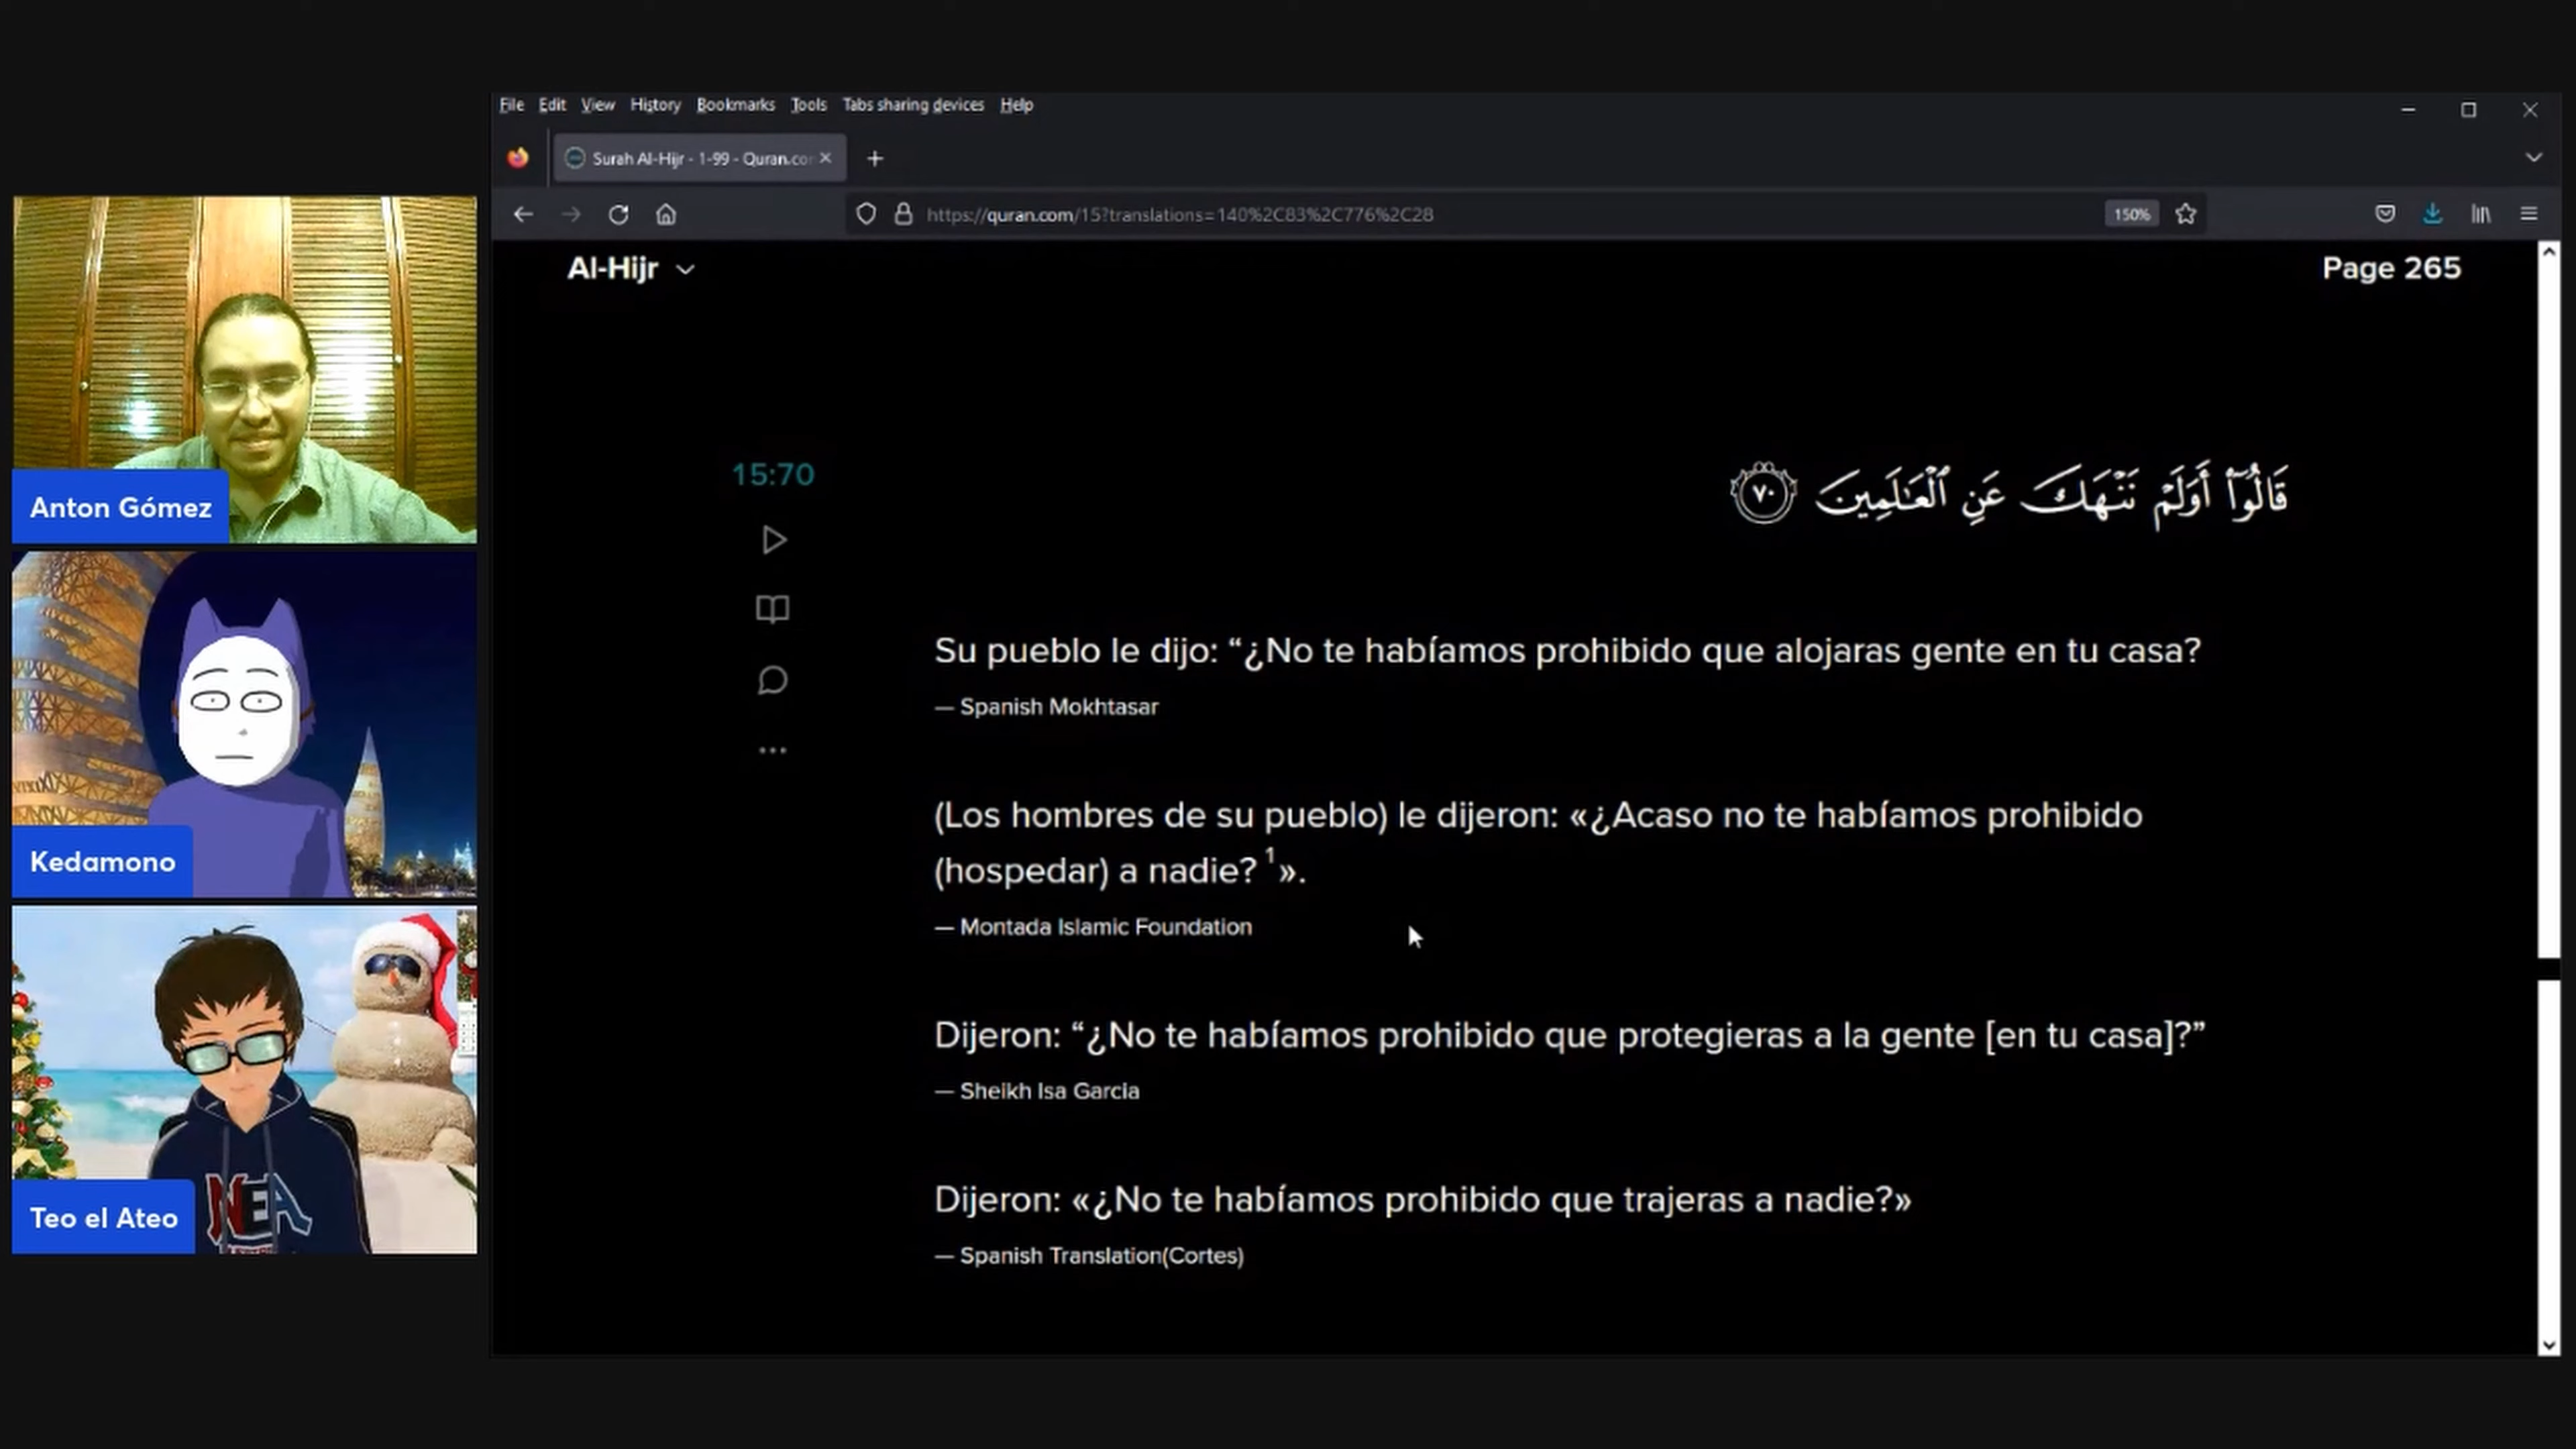 File Edit View History Bookmarks Tools Tabs sharing devices Help
Surah Al-Hijr - 1-99 - Quran.co
https://quran.com/15?translations=140%2C83%2C776%2C28
150%
Al-Hijr
Page 265
15:70
قَالُوٓا۟ أَوَلَمْ نَنْهَكَ عَنِ ٱلْعَـٰلَمِينَ ٧٠
Su pueblo le dijo: “¿No te habíamos prohibido que alojaras gente en tu casa?
— Spanish Mokhtasar
(Los hombres de su pueblo) le dijeron: «¿Acaso no te habíamos prohibido
(hospedar) a nadie? 1».
— Montada Islamic Foundation
Dijeron: “¿No te habíamos prohibido que protegieras a la gente [en tu casa]?”
— Sheikh Isa Garcia
Dijeron: «¿No te habíamos prohibido que trajeras a nadie?»
— Spanish Translation(Cortes)
Anton Gómez
Kedamono
NEA
Teo el Ateo